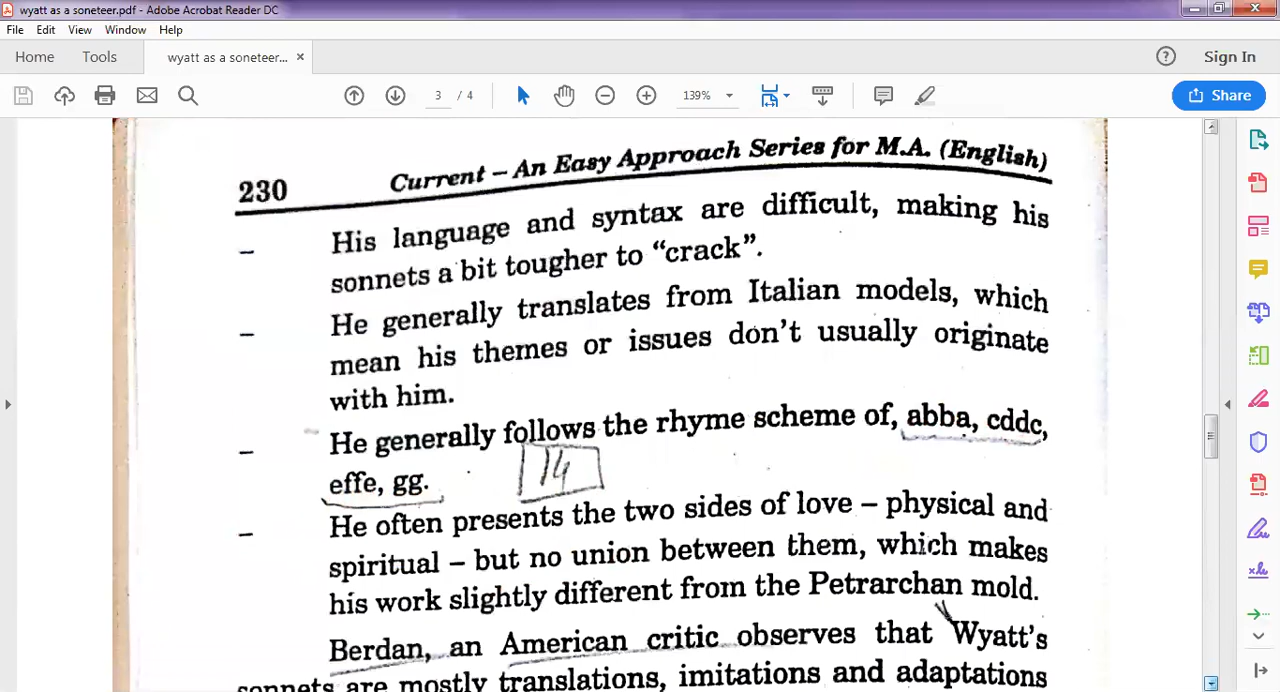 wyatt as a soneteer.pdf - Adobe Acrobat Reader DC
File Edit View Window Help
Home Tools wyatt as a soneteer... × Sign In
3 / 4 139% Share
230 Current – An Easy Approach Series for M.A. (English)
– His language and syntax are difficult, making his
sonnets a bit tougher to “crack”.
– He generally translates from Italian models, which
mean his themes or issues don’t usually originate
with him.
– He generally follows the rhyme scheme of, abba, cddc,
effe, gg.
14
– He often presents the two sides of love – physical and
spiritual – but no union between them, which makes
his work slightly different from the Petrarchan mold.
Berdan, an American critic observes that Wyatt’s
sonnets are mostly translations, imitations and adaptations